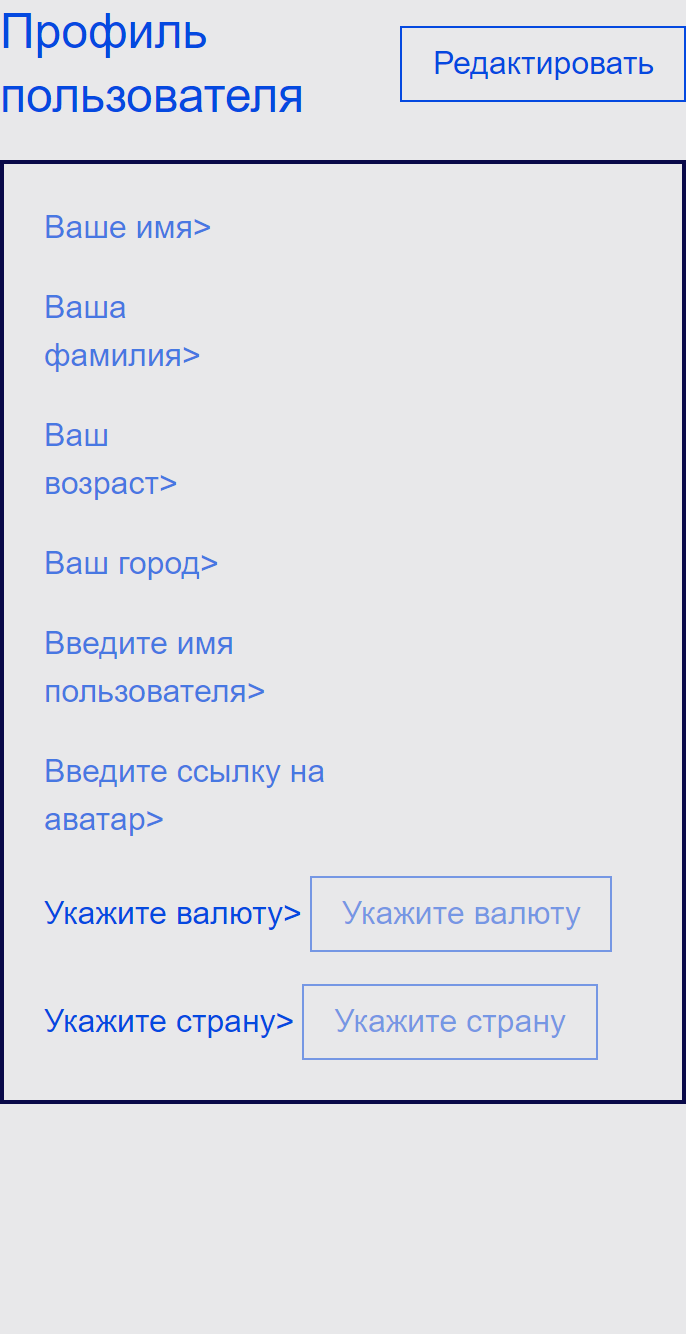 Профиль
пользователя
Редактировать
Ваше имя>
Ваша
фамилия>
Ваш
возраст>
Ваш город>
Введите имя
пользователя>
Введите ссылку на
аватар>
Укажите валюту> Укажите валюту
Укажите страну> Укажите страну